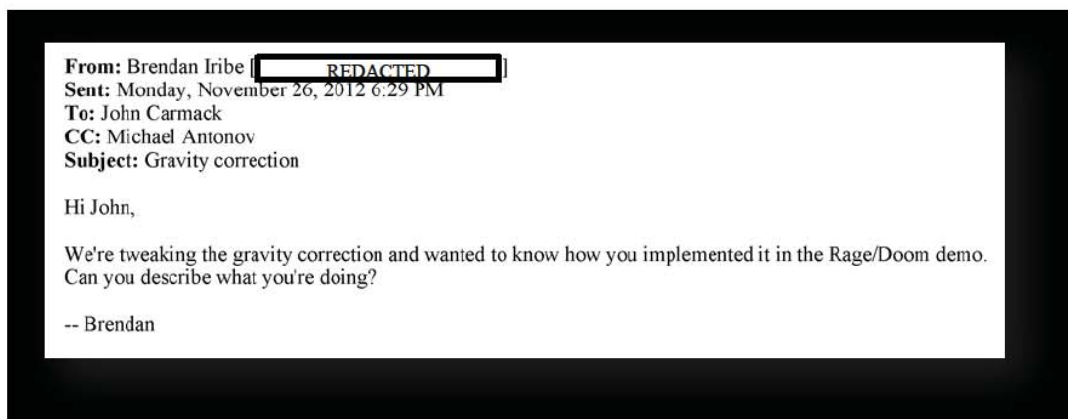 From: Brendan Iribe [REDACTED]
Sent: Monday, November 26, 2012 6:29 PM
To: John Carmack
CC: Michael Antonov
Subject: Gravity correction
Hi John,
We're tweaking the gravity correction and wanted to know how you implemented it in the Rage/Doom demo.
Can you describe what you're doing?
-- Brendan